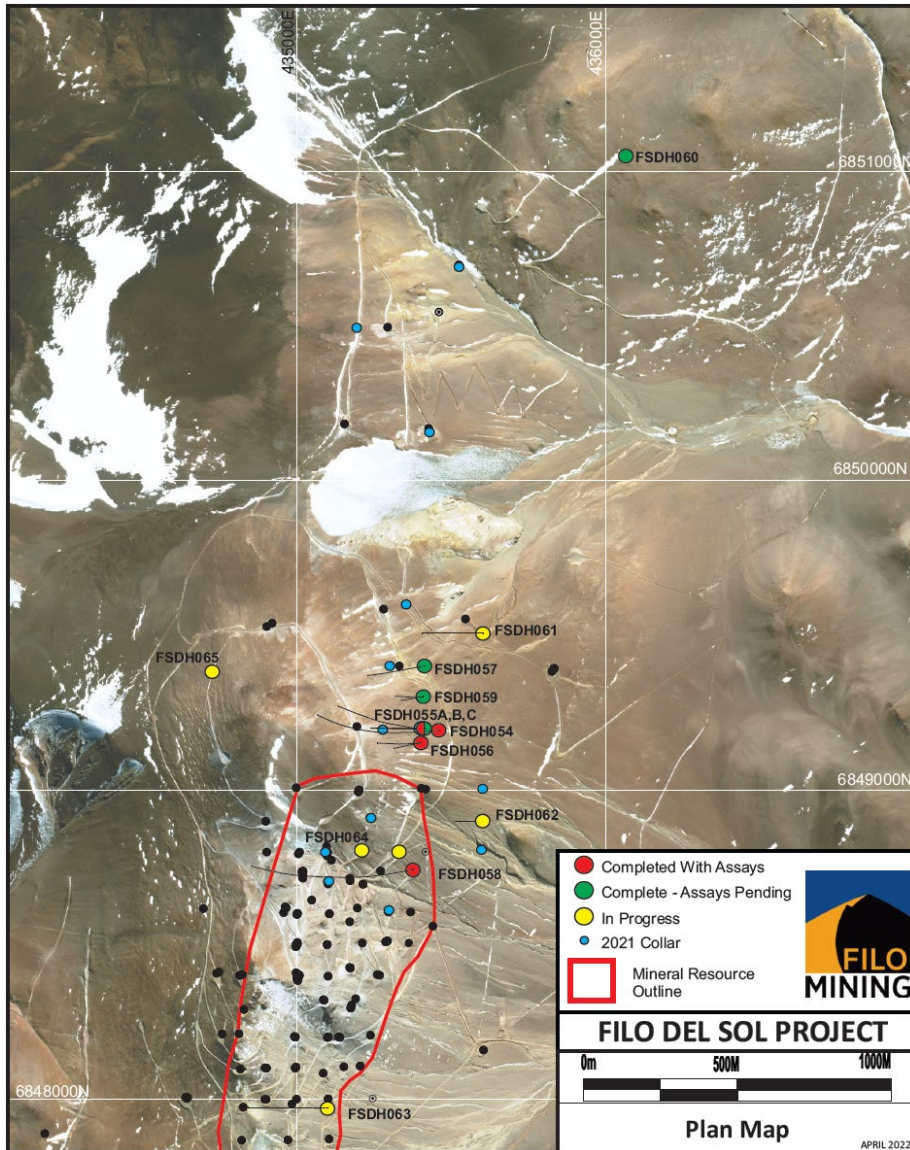 435000E
436000E
FSDH060
6851000N
6850000N
FSDH061
FSDH065
FSDH057
FSDH059
FSDH055A,B,C
FSDH054
FSDH056
6849000N
FSDH062
FSDH064
FSDH058
Completed With Assays
Complete - Assays Pending
In Progress
2021 Collar
Mineral Resource
Outline
FILO
MINING
FILO DEL SOL PROJECT
0m 500M 1000M
6848000N
FSDH063
Plan Map
APRIL 2022